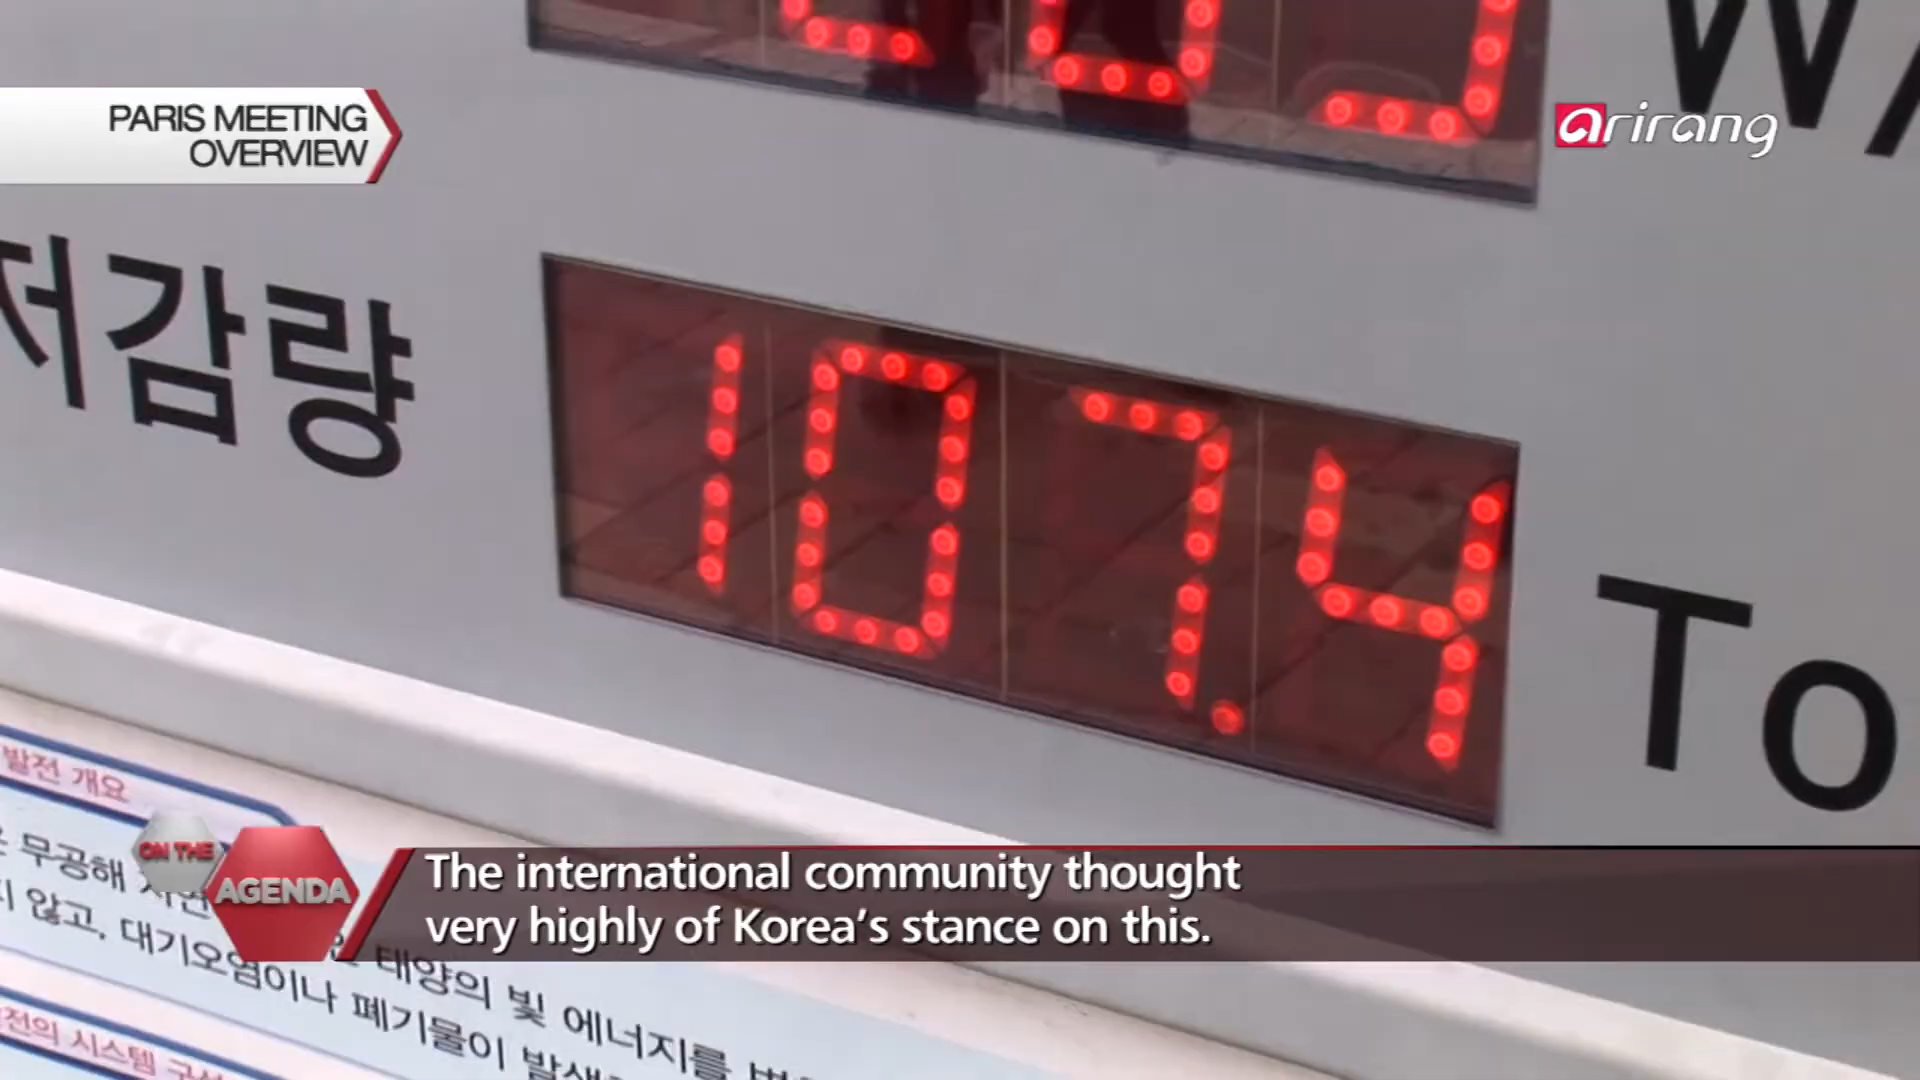 PARIS MEETING
OVERVIEW
arirang
저감량
107.4
To
발전 개요
무공해
않고, 대기오염이나 폐기물이
태양의 빛 에너지를
시스템
ON THE
AGENDA
The international community thought
very highly of Korea's stance on this.